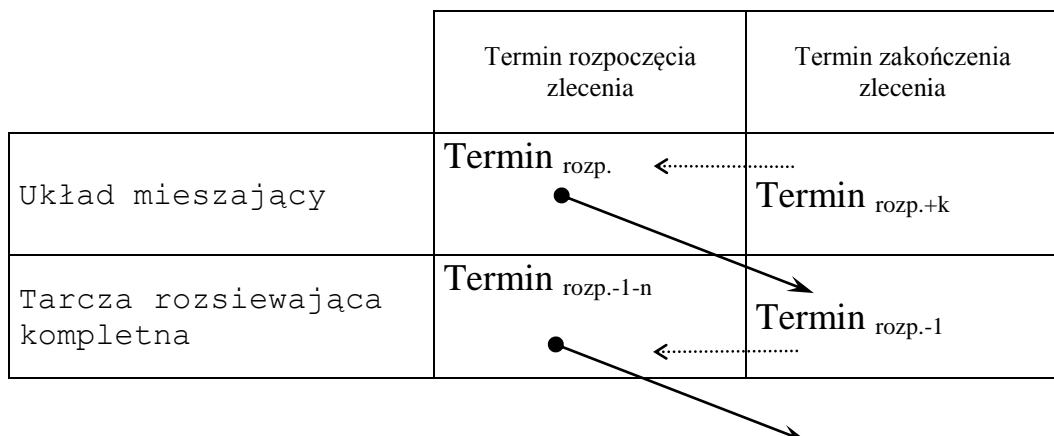 Termin rozpoczęcia
zlecenia
Termin zakończenia
zlecenia
Układ mieszający
Termin rozp.
Termin rozp.+k
Tarcza rozsiewająca
kompletna
Termin rozp.-1-n
Termin rozp.-1